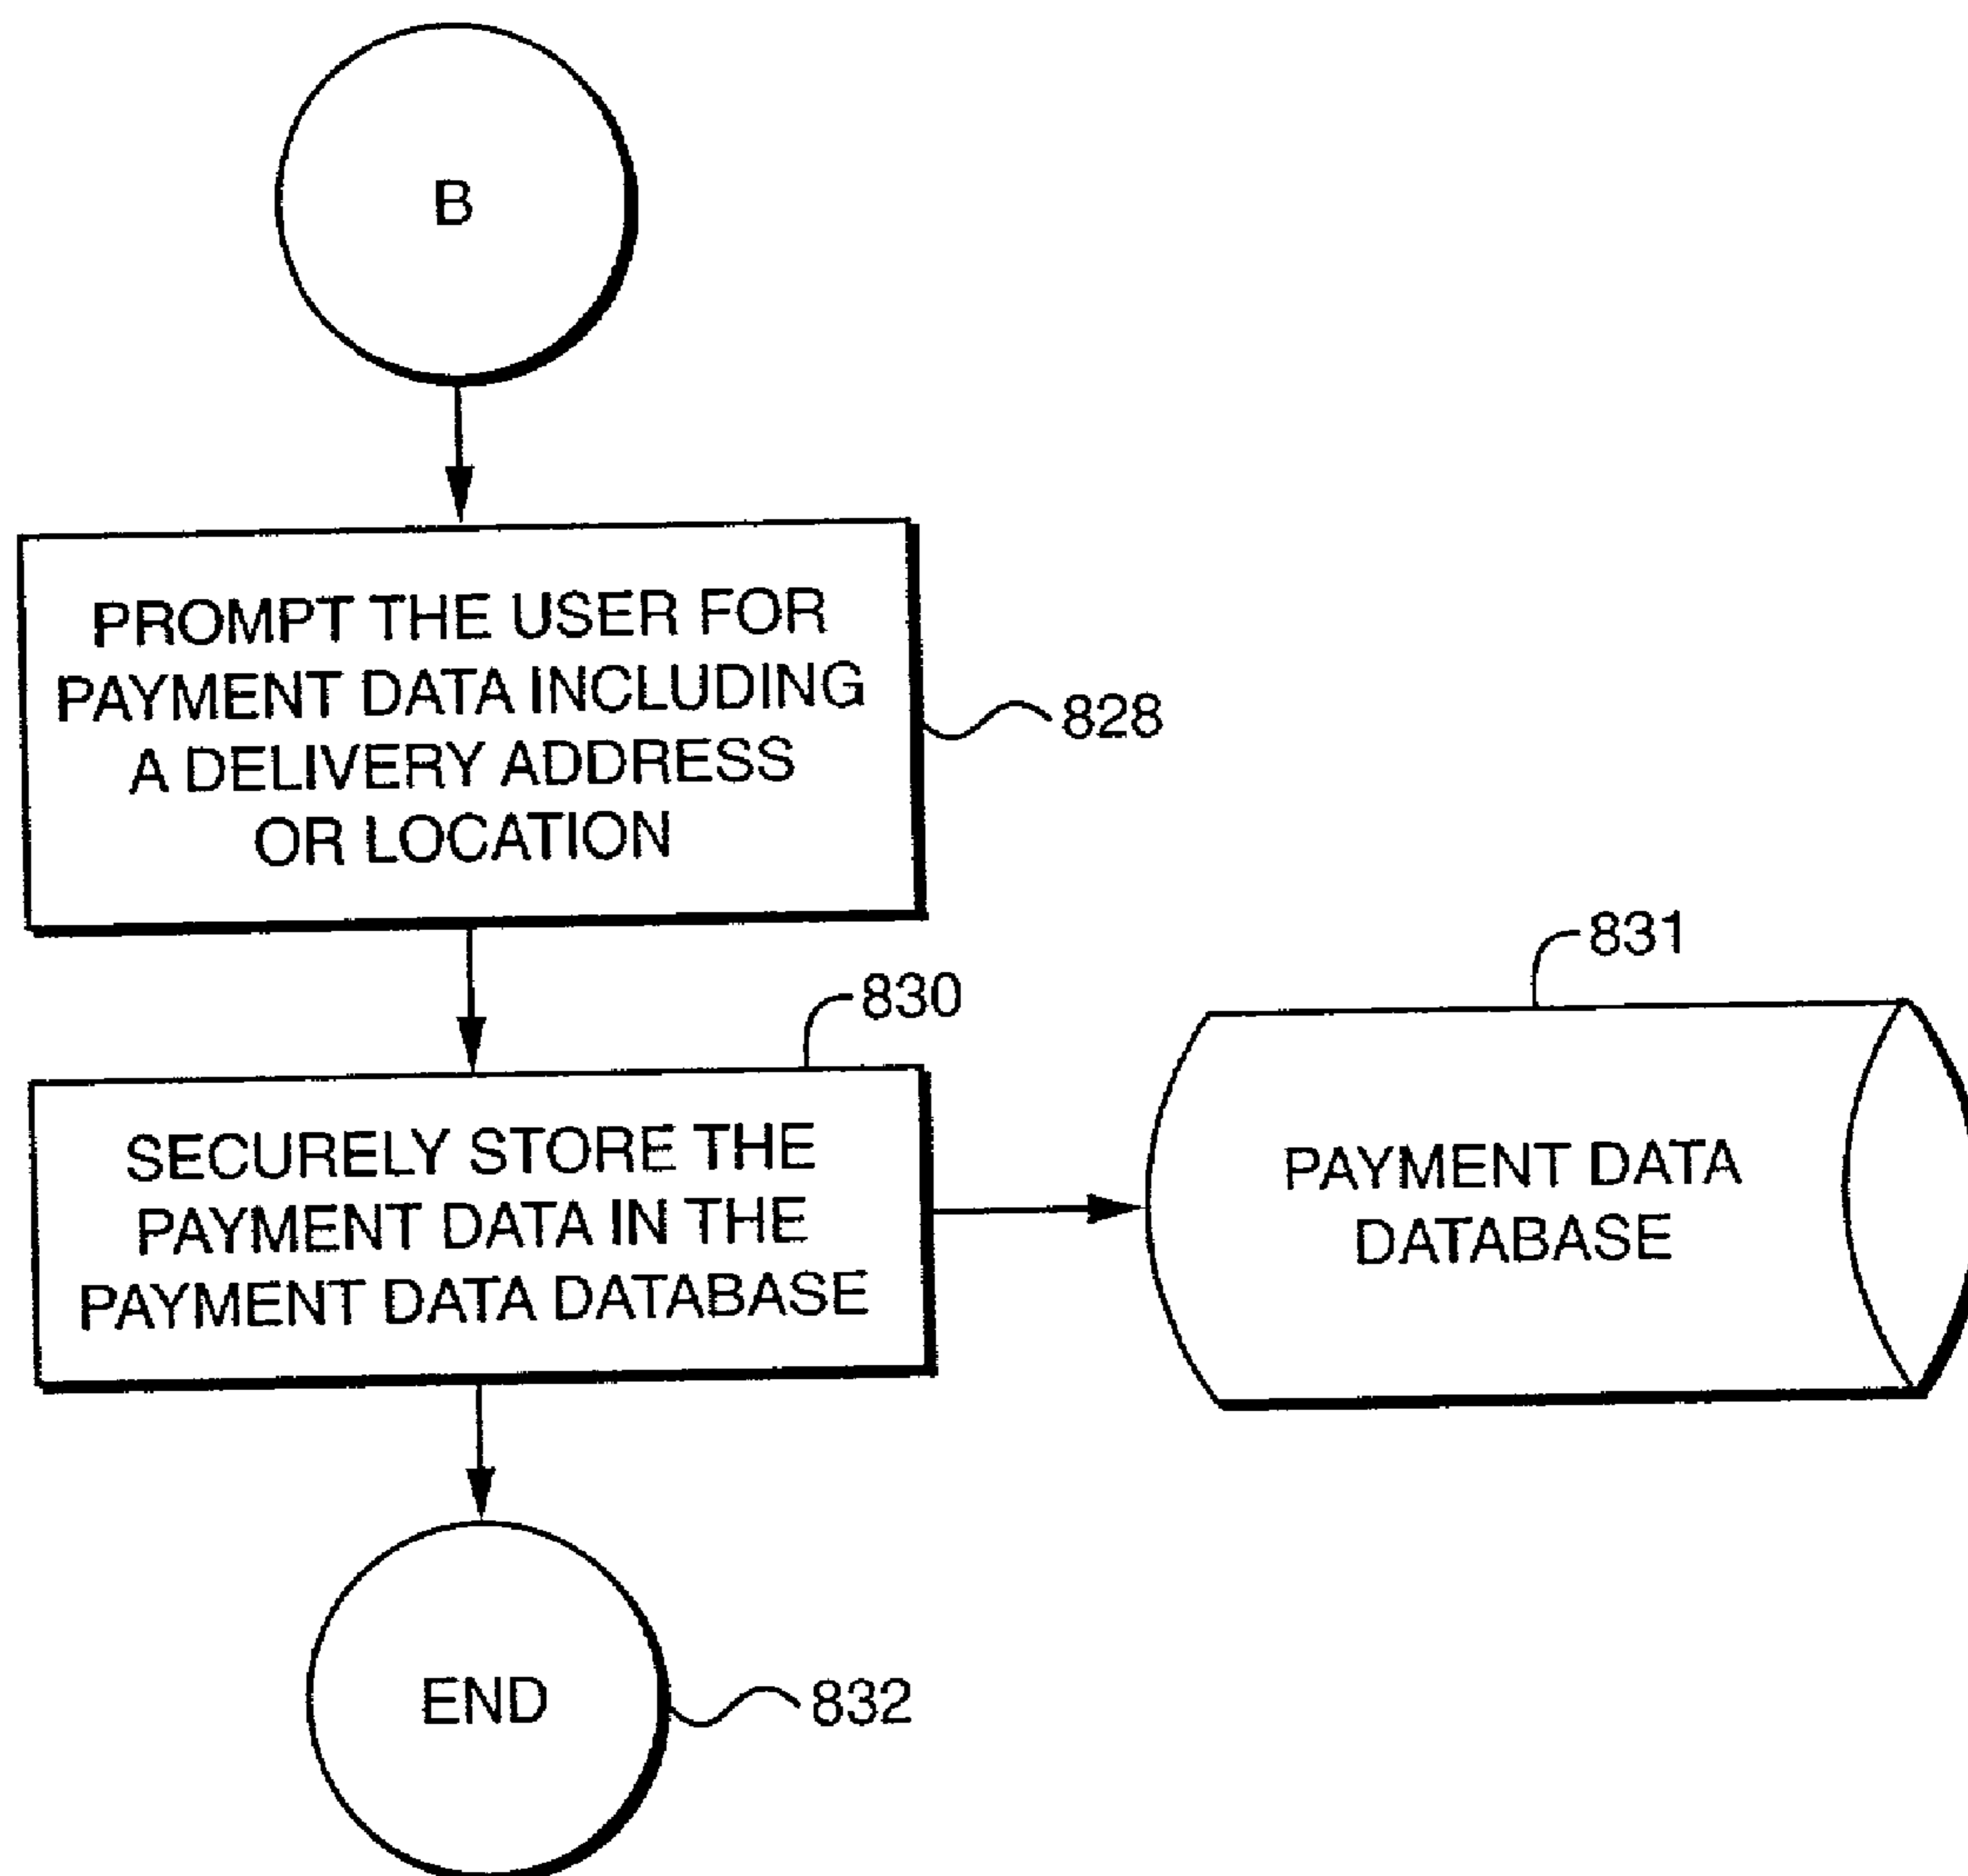 B
PROMPT THE USER FOR
PAYMENT DATA INCLUDING
A DELIVERY ADDRESS
OR LOCATION
828
831
830
SECURELY STORE THE
PAYMENT DATA IN THE
PAYMENT DATA DATABASE
PAYMENT DATA
DATABASE
END
832